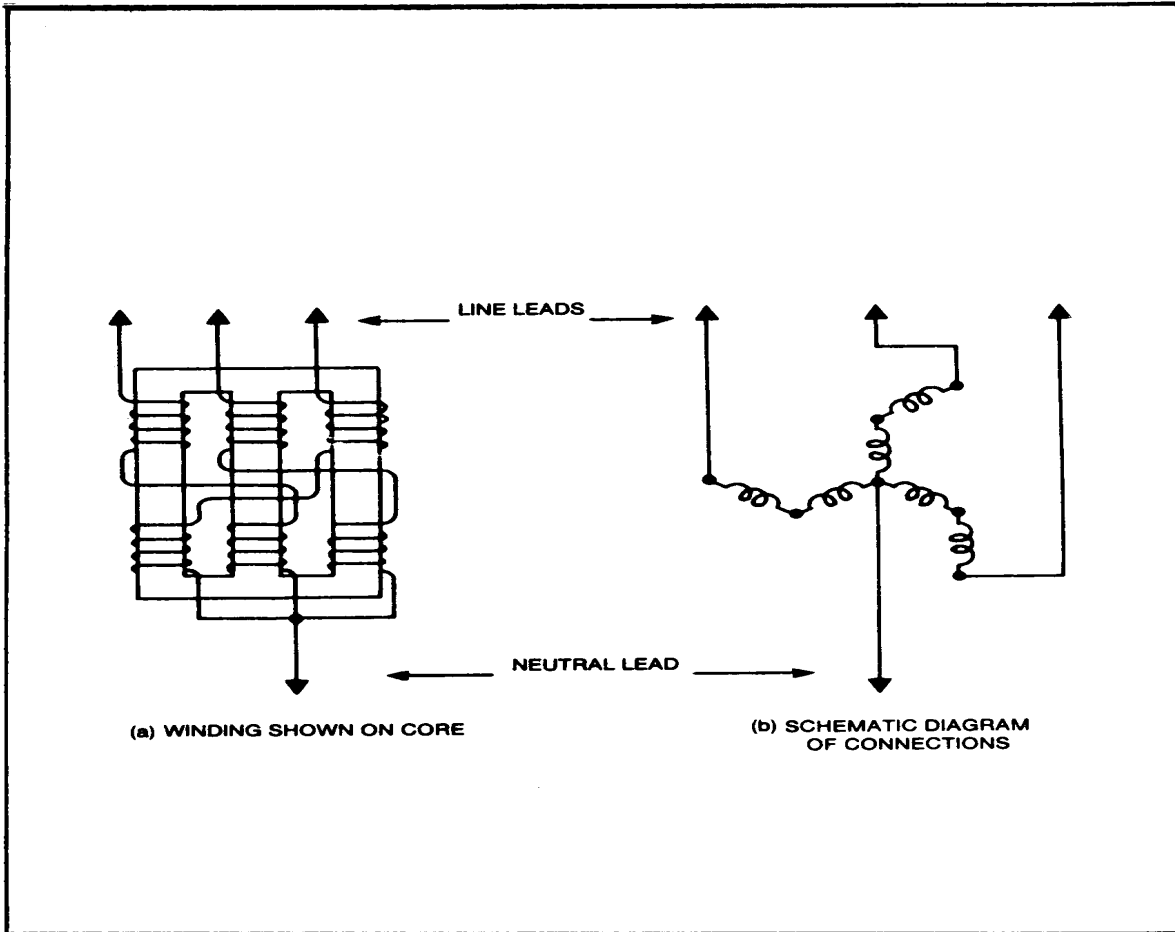 LINE LEADS
NEUTRAL LEAD
(a) WINDING SHOWN ON CORE
(b) SCHEMATIC DIAGRAM
OF CONNECTIONS